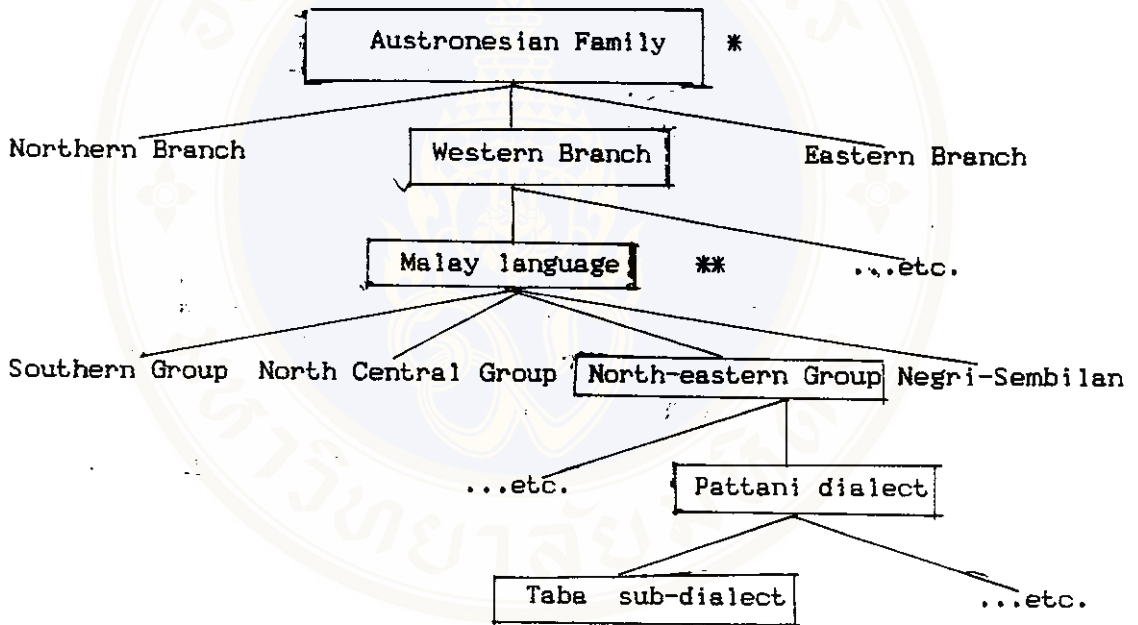 Austronesian Family *
Northern Branch Western Branch Eastern Branch
Malay language ** ...etc.
Southern Group North Central Group North-eastern Group Negri-Sembilan
...etc. Pattani dialect
Taba sub-dialect ...etc.